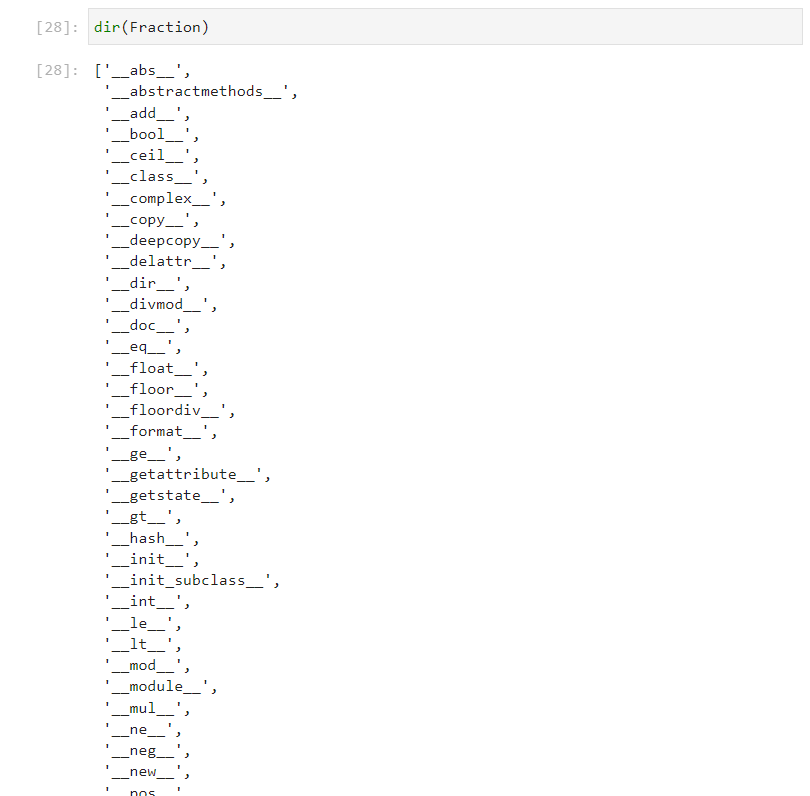 [28]: dir(Fraction)
[28]: ['__abs__',
'__abstractmethods__',
'__add__',
'__bool__',
'__ceil__',
'__class__',
'__complex__',
'__copy__',
'__deepcopy__',
'__delattr__',
'__dir__',
'__divmod__',
'__doc__',
'__eq__',
'__float__',
'__floor__',
'__floordiv__',
'__format__',
'__ge__',
'__getattribute__',
'__getstate__',
'__gt__',
'__hash__',
'__init__',
'__init_subclass__',
'__int__',
'__le__',
'__lt__',
'__mod__',
'__module__',
'__mul__',
'__ne__',
'__neg__',
'__new__',
'__pos__'